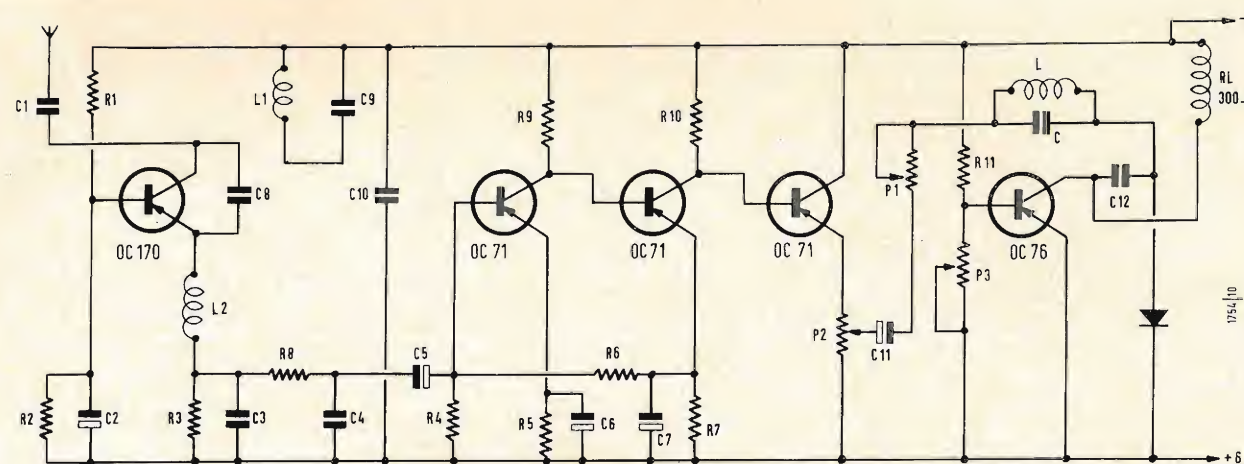 L
RL
300
C1
R1
L1
C9
R9
R10
C
P1
R11
C8
C10
C12
OC 170
OC 71
OC 71
OC 71
OC 76
L2
P3
P2
C11
1754/10
R8
C5
R6
R2
C2
R3
C3
C4
R4
R5
C6
C7
R7
+6